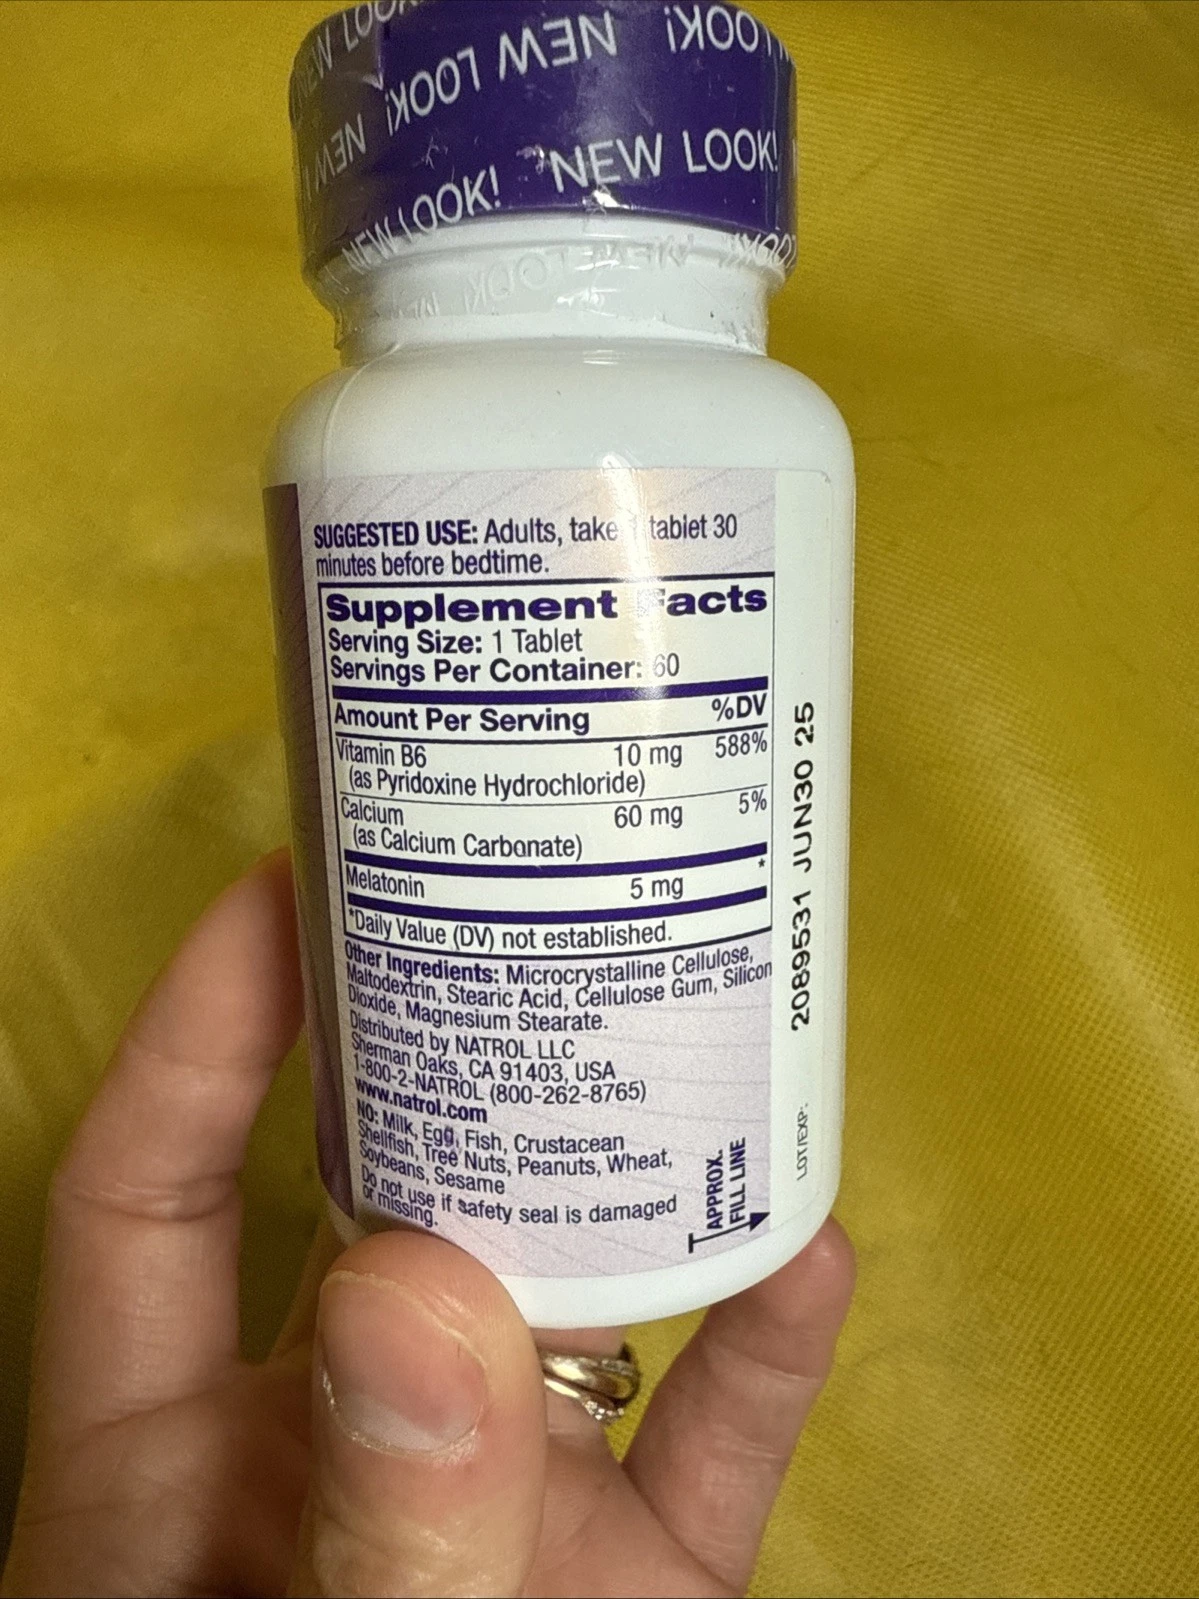 NEW LOOK!
NEW LOOK!
NEW LOOK!
NEW LOOK!
SUGGESTED USE: Adults, take tablet 30
minutes before bedtime.
Supplement Facts
Serving Size: 1 Tablet
Servings Per Container: 60
Amount Per Serving %DV
Vitamin B6 10 mg 588%
(as Pyridoxine Hydrochloride)
Calcium 60 mg 5%
(as Calcium Carbonate)
Melatonin 5 mg *
*Daily Value (DV) not established.
Other Ingredients: Microcrystalline Cellulose,
Maltodextrin, Stearic Acid, Cellulose Gum, Silicon
Dioxide, Magnesium Stearate.
Distributed by NATROL LLC
Sherman Oaks, CA 91403, USA
1-800-2-NATROL (800-262-8765)
www.natrol.com
NO: Milk, Egg, Fish, Crustacean
Shellfish, Tree Nuts, Peanuts, Wheat,
Soybeans, Sesame
Do not use if safety seal is damaged
or missing.
APPROX.
FILL LINE
LOT/EXP:
2089531 JUN30 25